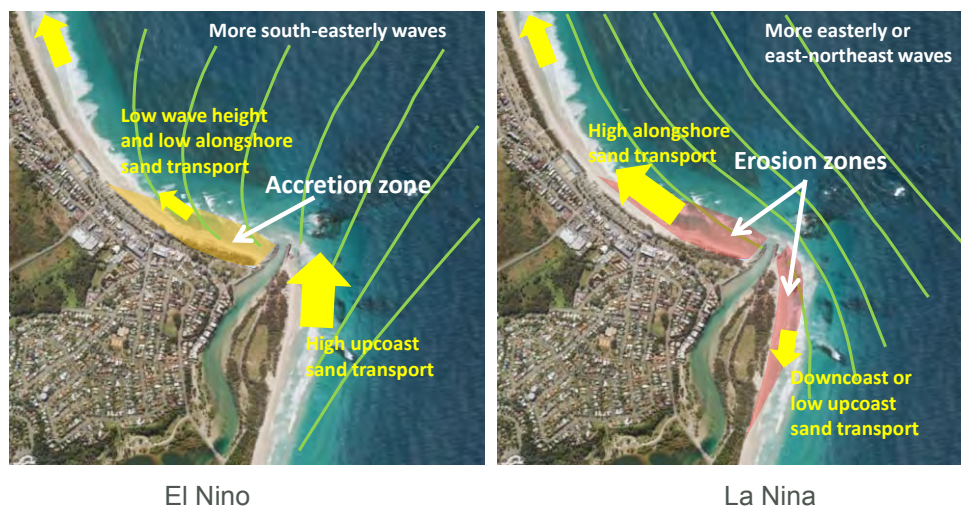 More south-easterly waves
Low wave height
and low alongshore
sand transport
Accretion zone
High upcoast
sand transport
El Nino
More easterly or
east-northeast waves
High alongshore
sand transport
Erosion zones
Downcoast or
low upcoast
sand transport
La Nina